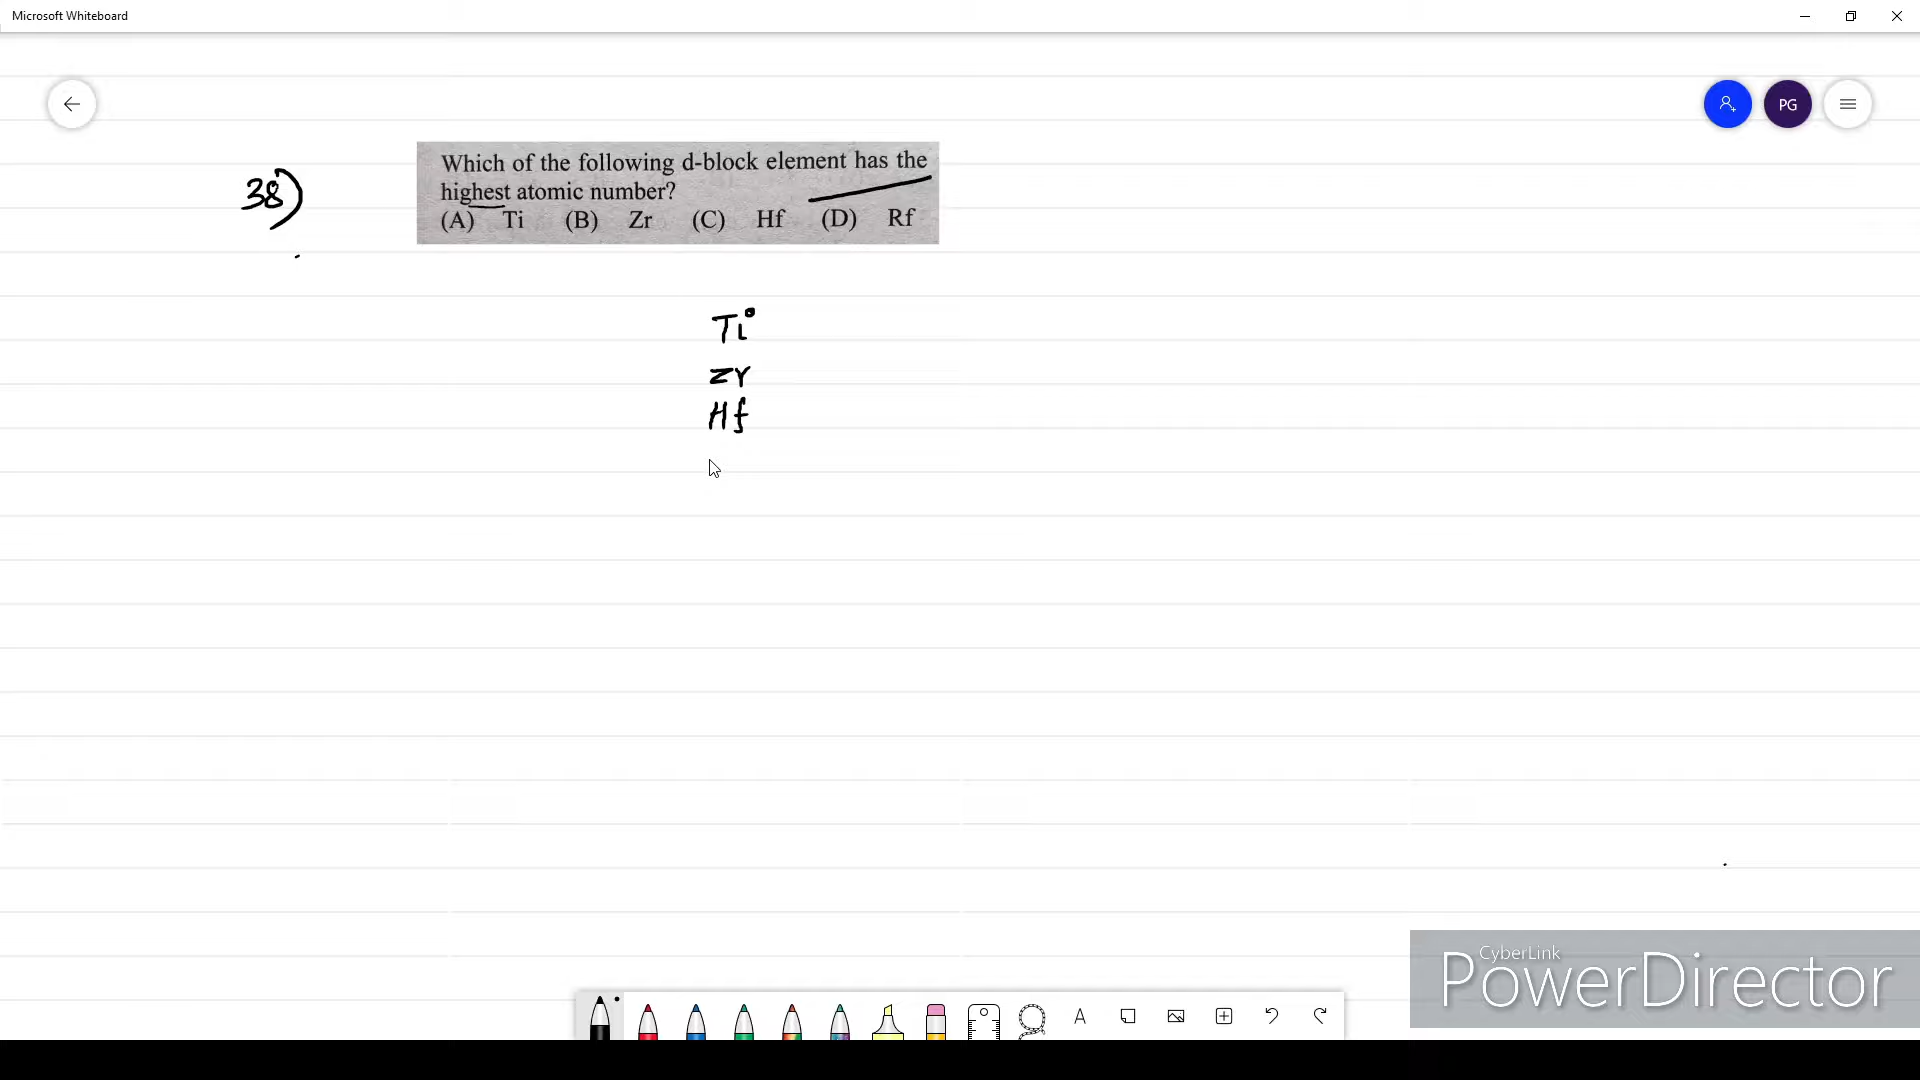 Microsoft Whiteboard
PG
38)
Which of the following d-block element has the
highest atomic number?
(A) Ti (B) Zr (C) Hf (D) Rf
Ti
Zr
Hf
A
CyberLink
PowerDirector